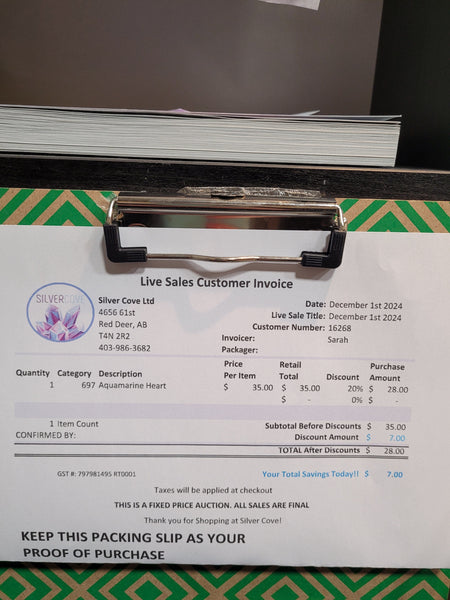 Live Sales Customer Invoice
SILVERCOVE
Silver Cove Ltd
4656 61st
Red Deer, AB
T4N 2R2
403-986-3682
Date: December 1st 2024
Live Sale Title: December 1st 2024
Customer Number: 16268
Invoicer: Sarah
Packager:
Quantity Category Description Price Per Item Retail Total Discount Purchase Amount
1 697 Aquamarine Heart $ 35.00 $ 35.00 20% $ 28.00
$ - 0% $ -
1 Item Count Subtotal Before Discounts $ 35.00
CONFIRMED BY: Discount Amount $ 7.00
TOTAL After Discounts $ 28.00
GST #: 797981495 RT0001 Your Total Savings Today!! $ 7.00
Taxes will be applied at checkout
THIS IS A FIXED PRICE AUCTION. ALL SALES ARE FINAL
Thank you for Shopping at Silver Cove!
KEEP THIS PACKING SLIP AS YOUR
PROOF OF PURCHASE